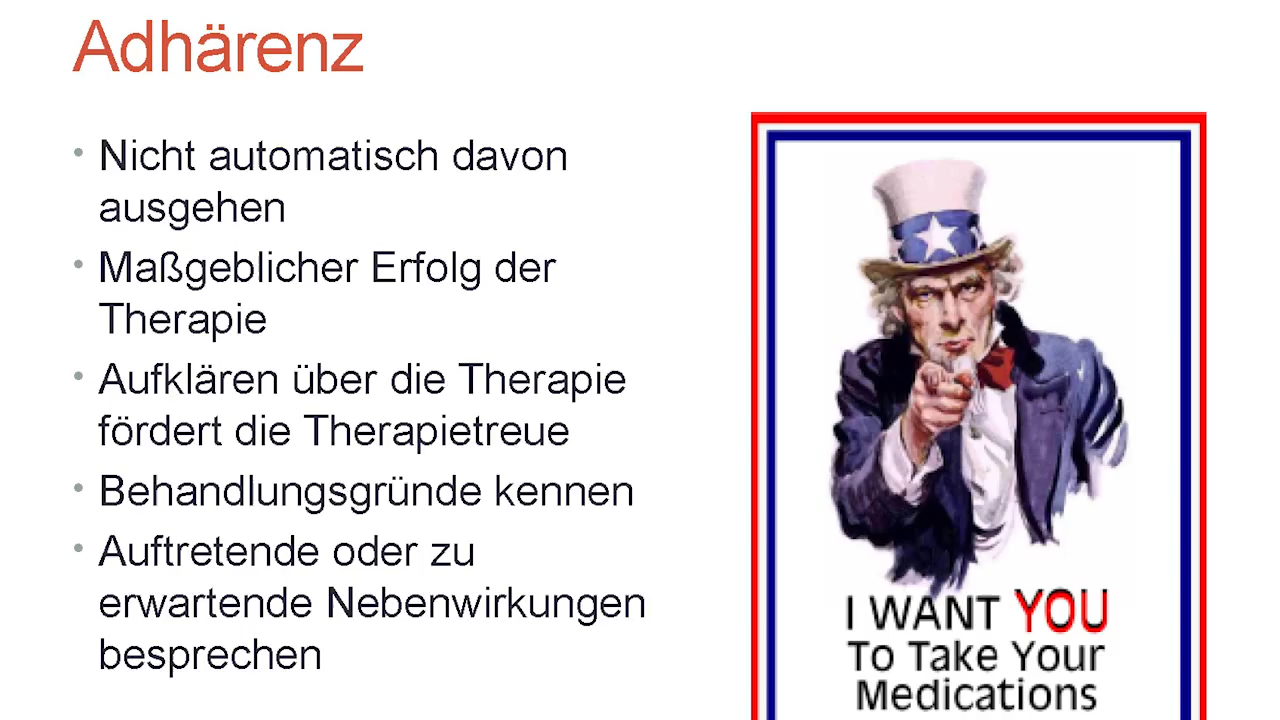 Adhärenz
• Nicht automatisch davon
ausgehen
• Maßgeblicher Erfolg der
Therapie
• Aufklären über die Therapie
fördert die Therapietreue
• Behandlungsgründe kennen
• Auftretende oder zu
erwartende Nebenwirkungen
besprechen
I WANT YOU
To Take Your
Medications